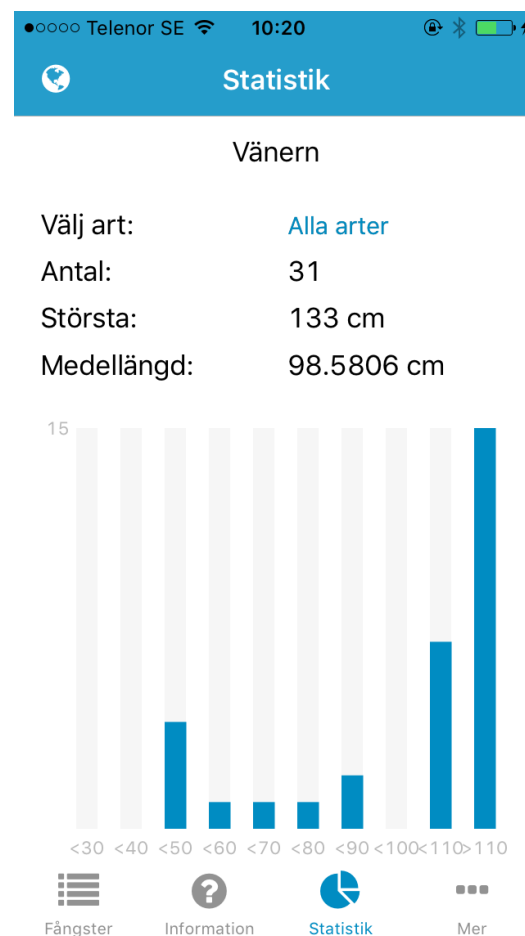 Telenor SE 10:20
Statistik
Vänern
Välj art: Alla arter
Antal: 31
Största: 133 cm
Medellängd: 98.5806 cm
15
<30 <40 <50 <60 <70 <80 <90 <100 <110 >110
Fångster Information Statistik Mer